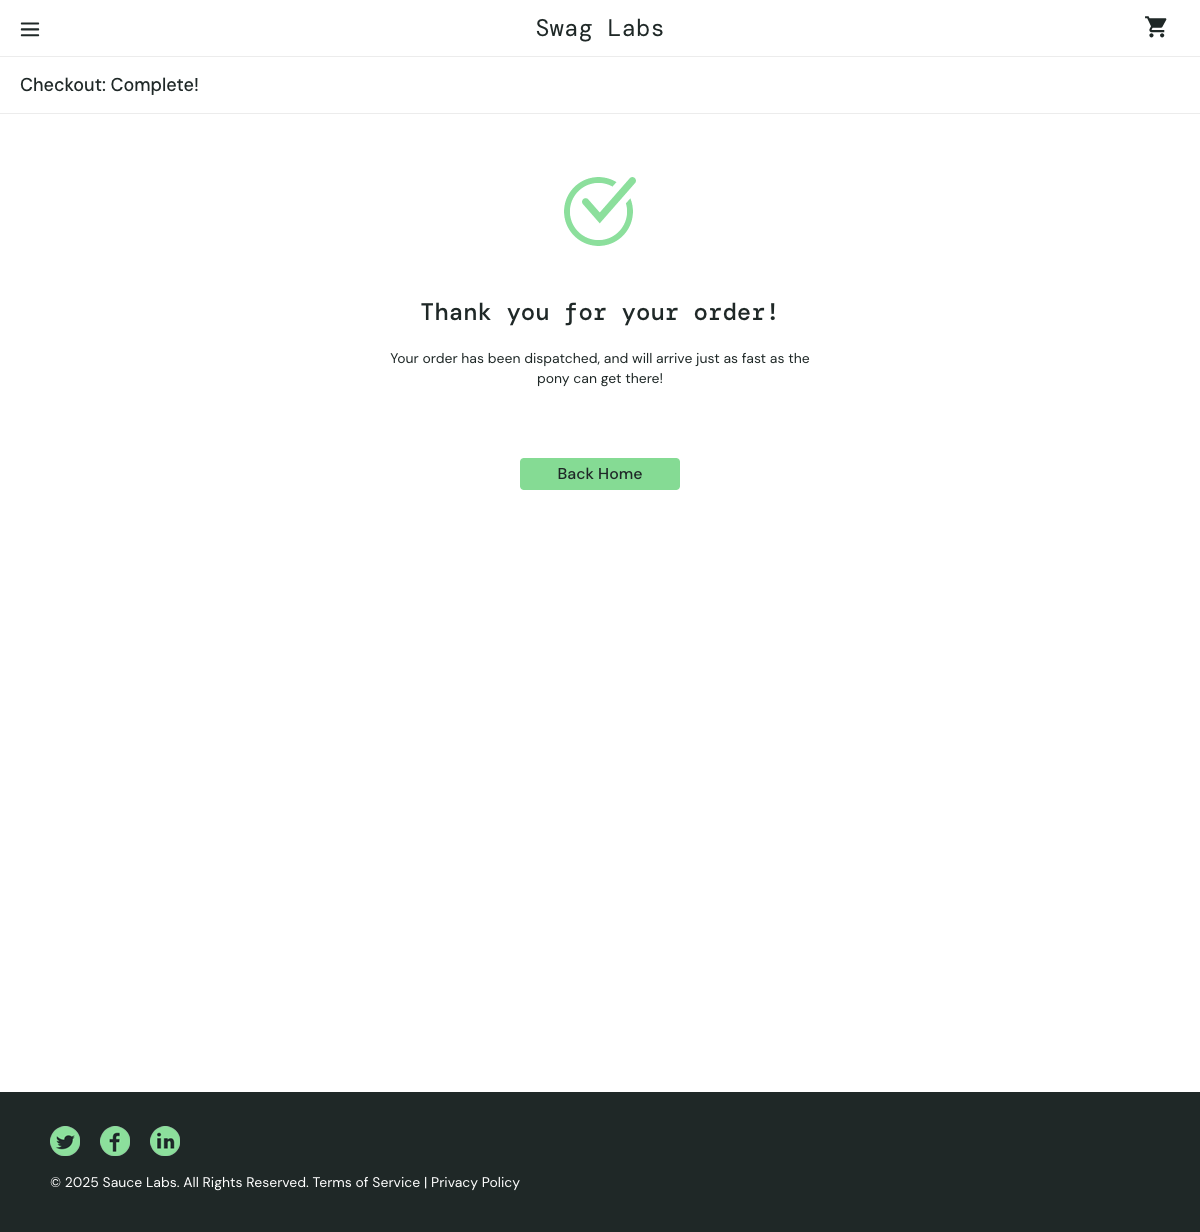 Swag Labs
Checkout: Complete!
Thank you for your order!
Your order has been dispatched, and will arrive just as fast as the
pony can get there!
Back Home
© 2025 Sauce Labs. All Rights Reserved. Terms of Service | Privacy Policy